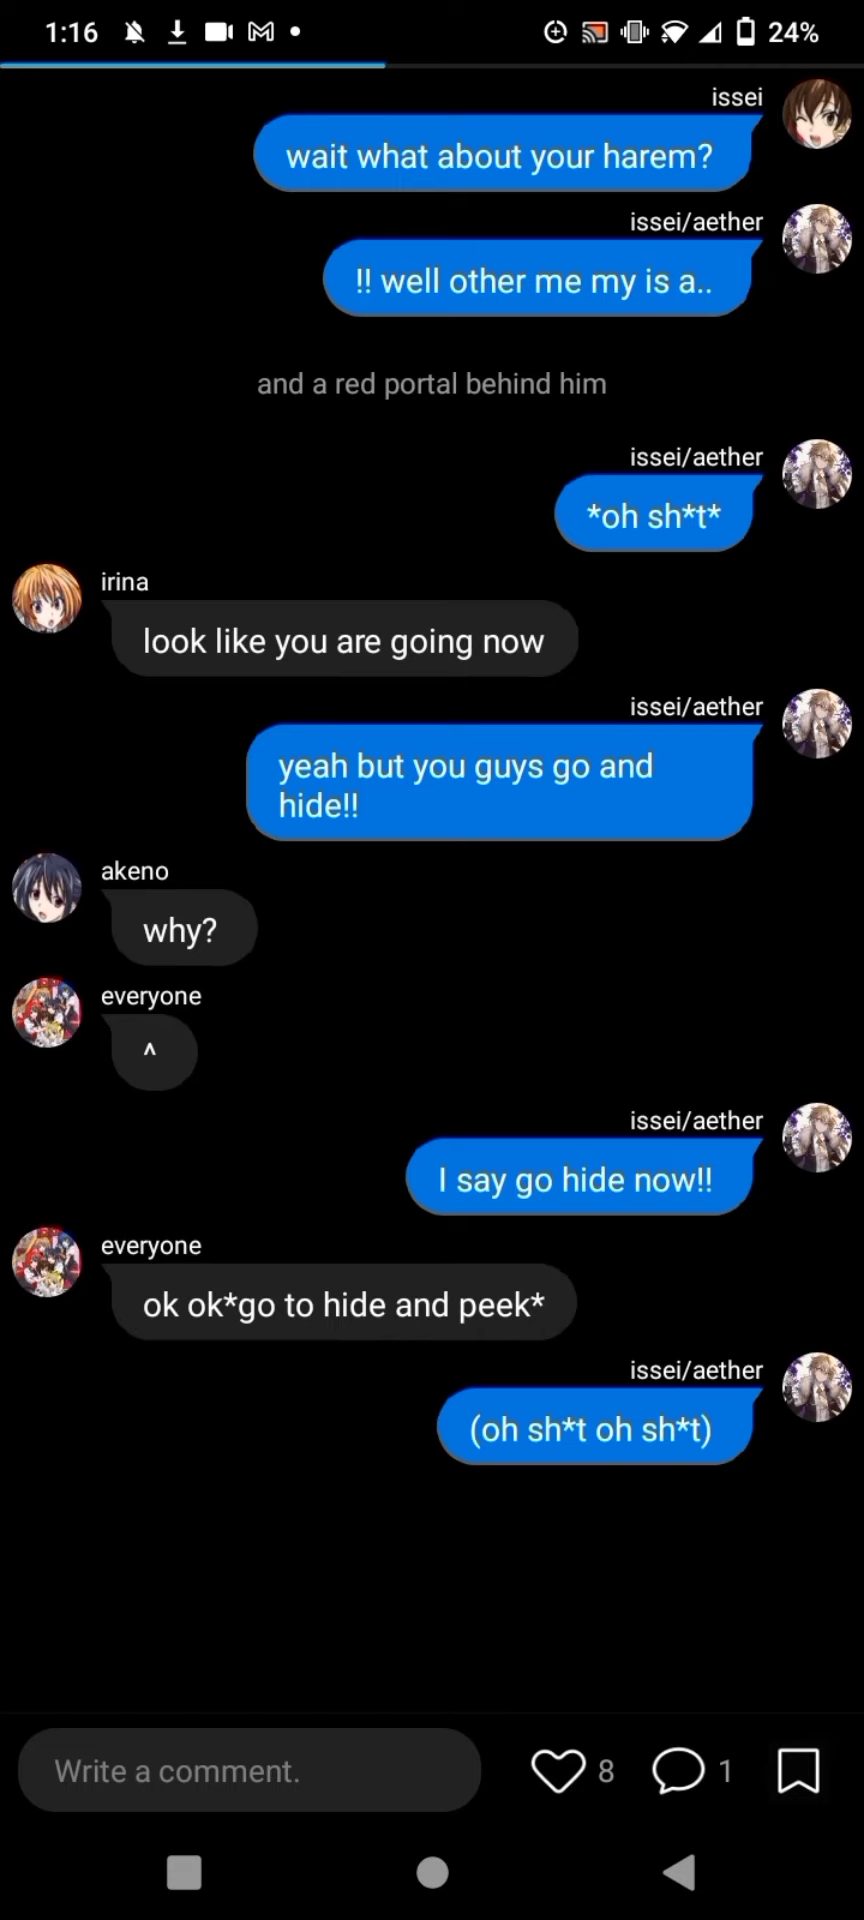 1:16
24%
issei
wait what about your harem?
issei/aether
!! well other me my is a..
and a red portal behind him
issei/aether
*oh sh*t*
irina
look like you are going now
issei/aether
yeah but you guys go and
hide!!
akeno
why?
everyone
^
issei/aether
I say go hide now!!
everyone
ok ok*go to hide and peek*
issei/aether
(oh sh*t oh sh*t)
Write a comment.
8
1